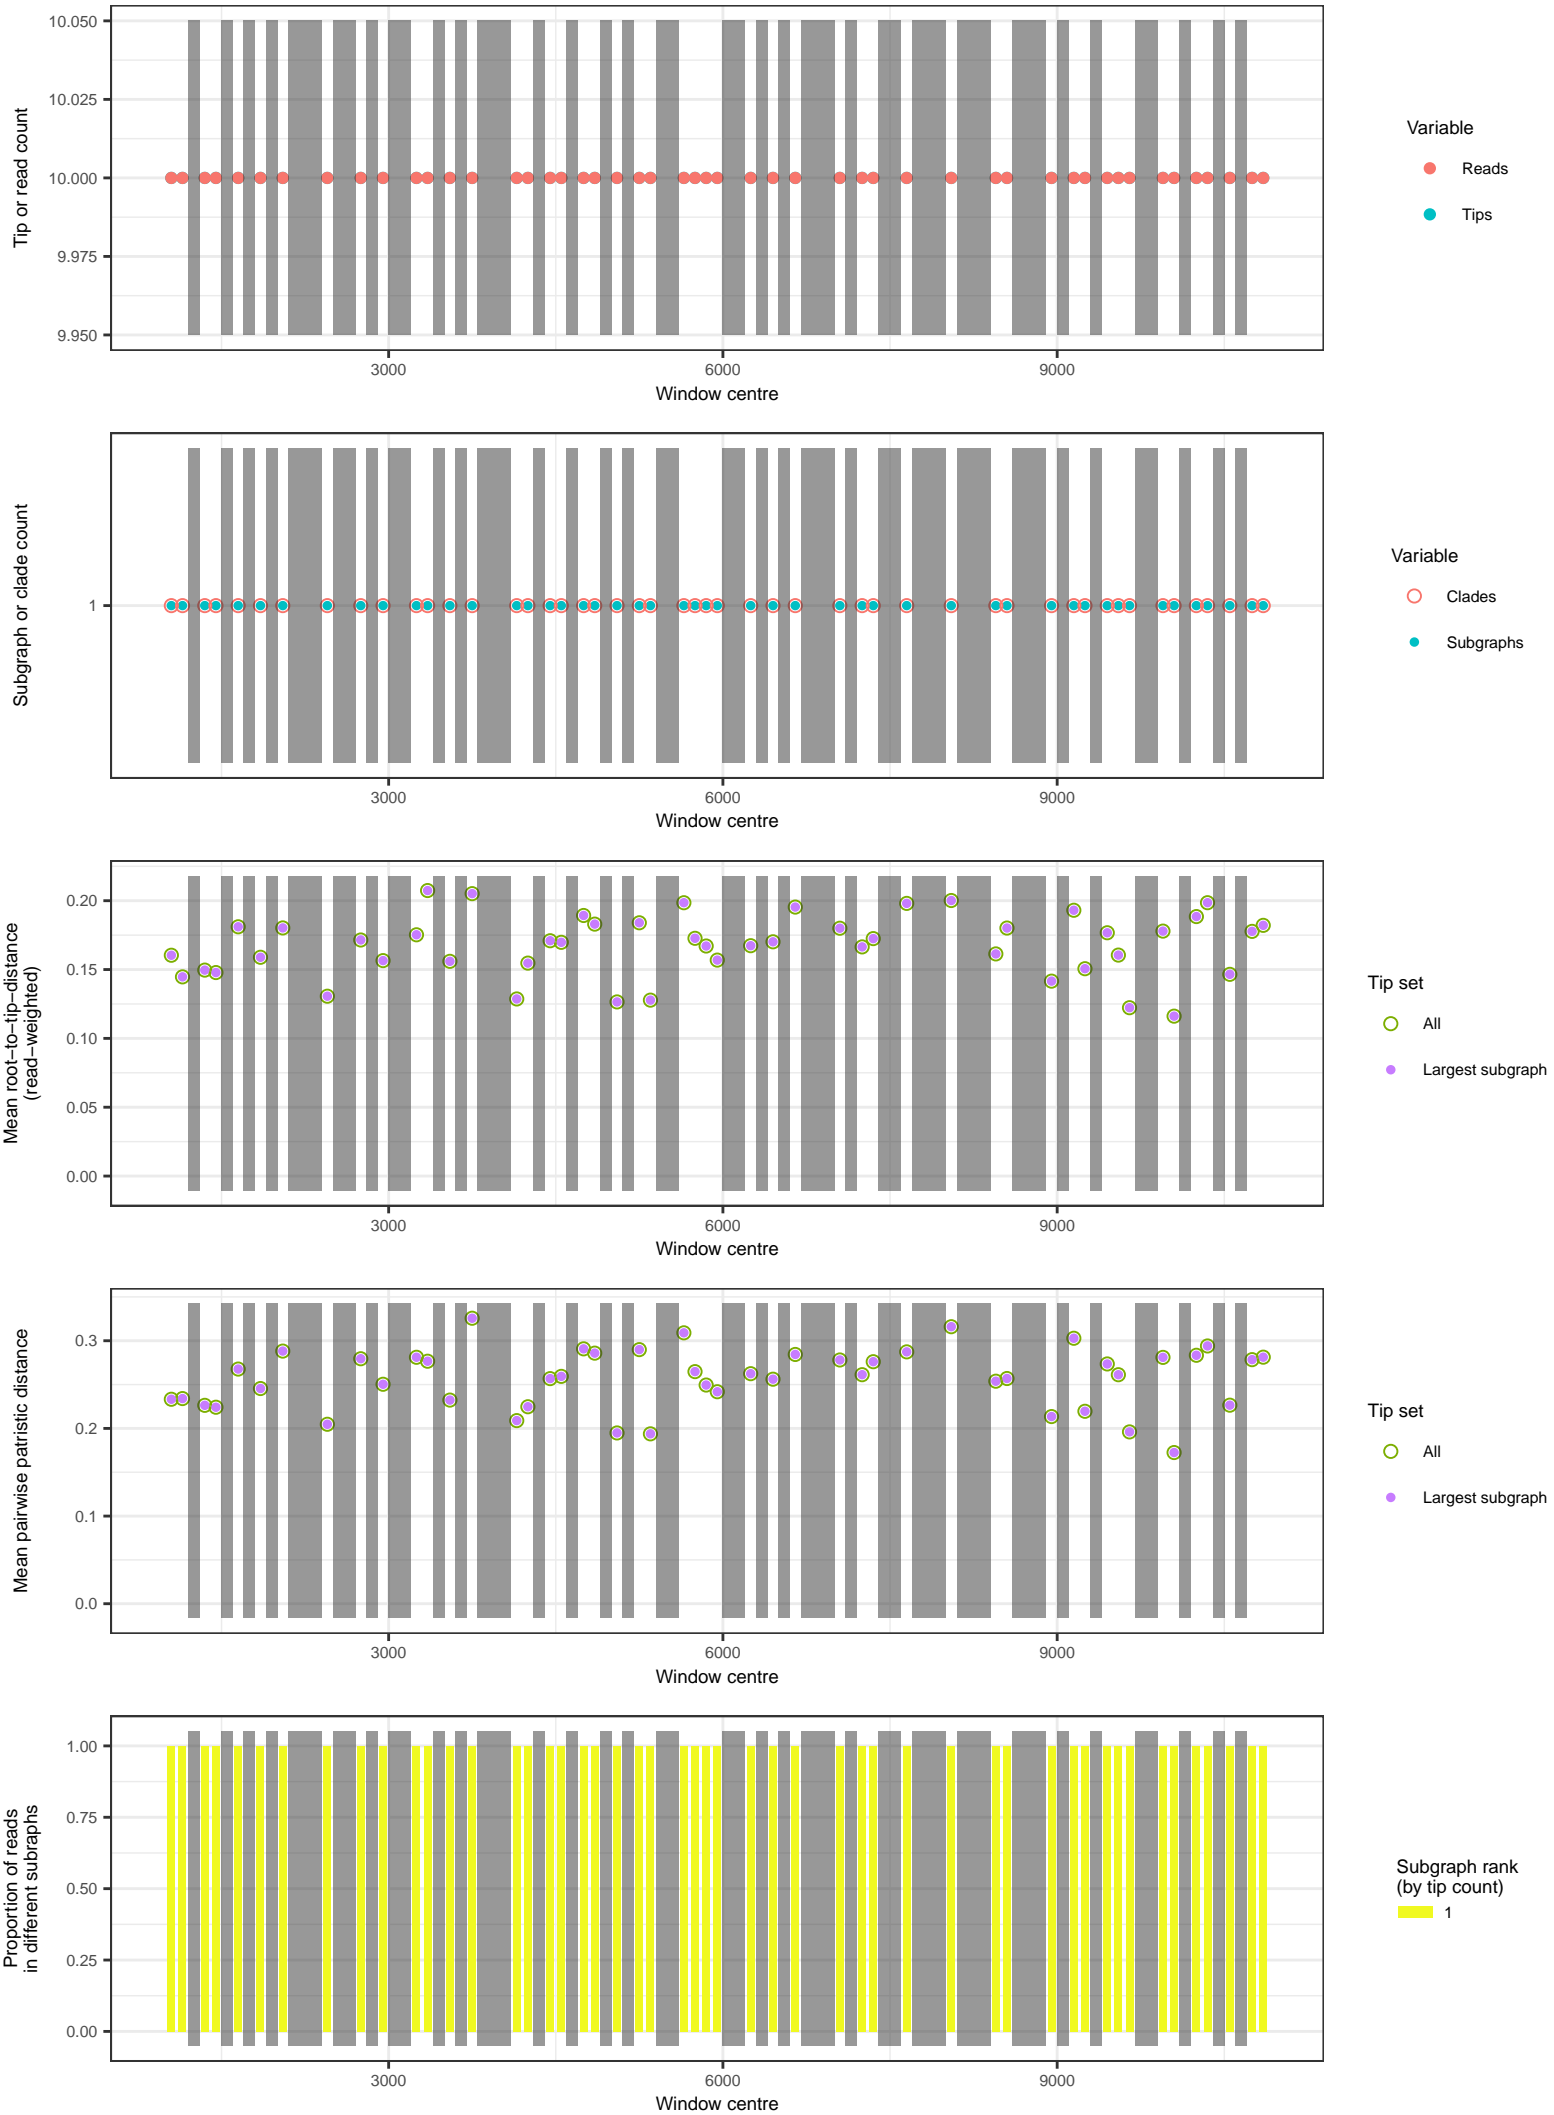 10.050
10.025
10.000
9.975
9.950
Tip or read count
3000
6000
9000
Window centre
Variable
Reads
Tips
1
Subgraph or clade count
3000
6000
9000
Window centre
Variable
Clades
Subgraphs
0.20
0.15
0.10
0.05
0.00
Mean root−to−tip−distance
(read−weighted)
3000
6000
9000
Window centre
Tip set
All
Largest subgraph
0.3
0.2
0.1
0.0
Mean pairwise patristic distance
3000
6000
9000
Window centre
Tip set
All
Largest subgraph
1.00
0.75
0.50
0.25
0.00
Proportion of reads
in different subraphs
3000
6000
9000
Window centre
Subgraph rank
(by tip count)
1